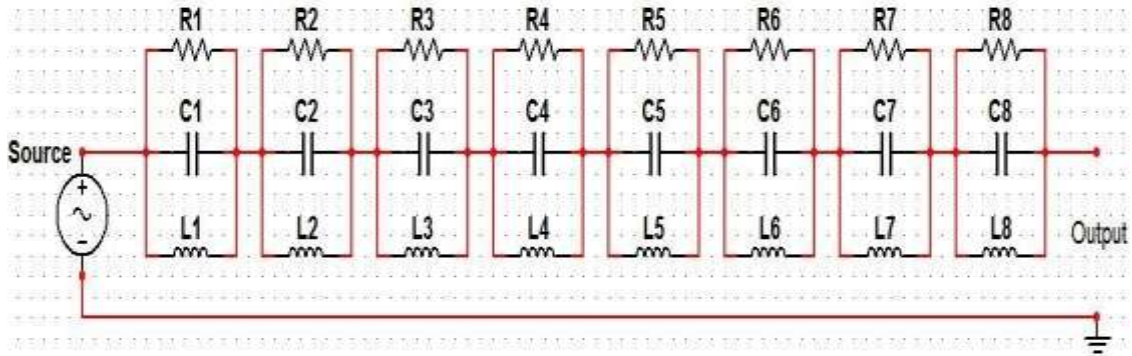 R1 R2 R3 R4 R5 R6 R7 R8
C1 C2 C3 C4 C5 C6 C7 C8
Source
+
-
L1 L2 L3 L4 L5 L6 L7 L8
Output